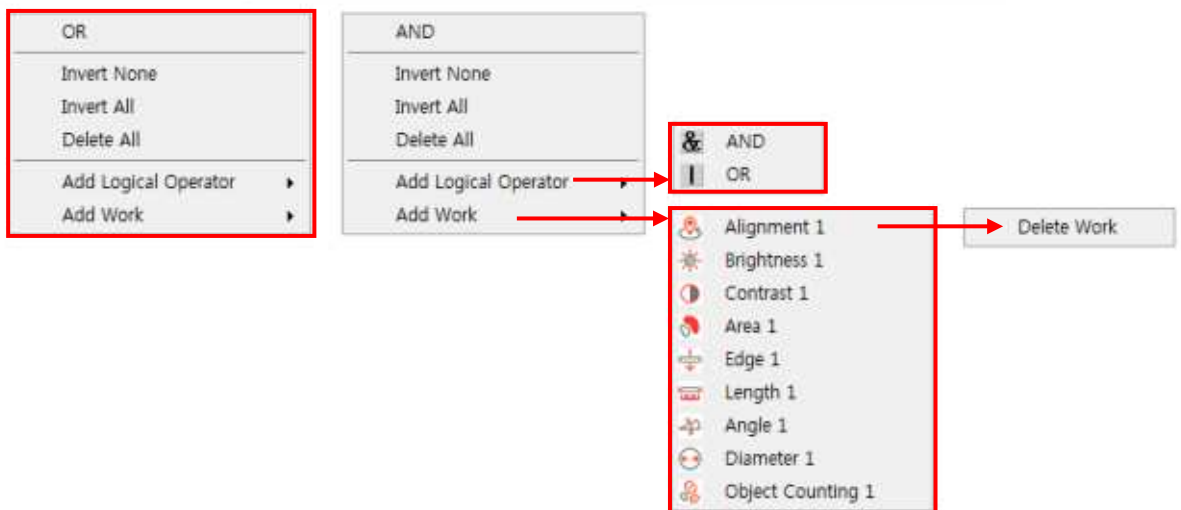 OR
Invert None
Invert All
Delete All
Add Logical Operator
Add Work
AND
Invert None
Invert All
Delete All
Add Logical Operator
Add Work
& AND
| OR
Alignment 1
Brightness 1
Contrast 1
Area 1
Edge 1
Length 1
Angle 1
Diameter 1
Object Counting 1
Delete Work